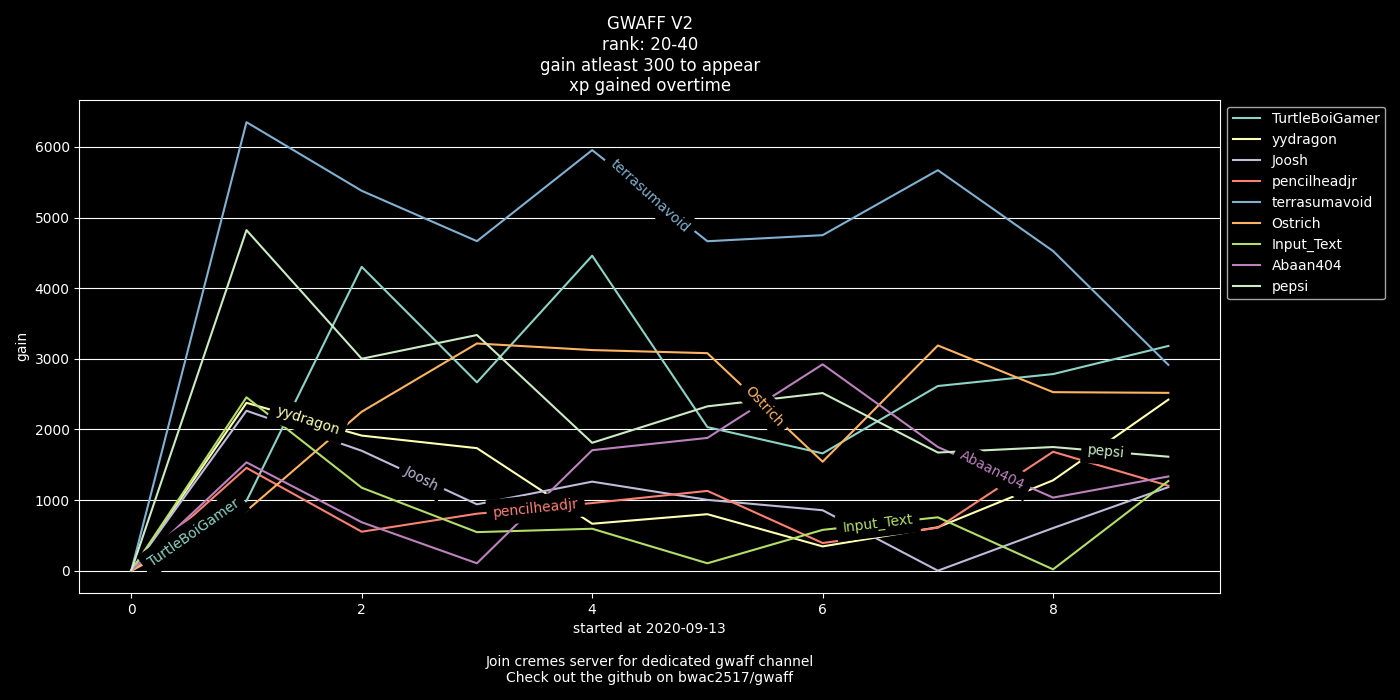 GWAFF V2
rank: 20-40
gain atleast 300 to appear
xp gained overtime
TurtleBoiGamer
yydragon
Joosh
pencilheadjr
terrasumavoid
Ostrich
Input_Text
Abaan404
pepsi
gain
6000
5000
4000
3000
2000
1000
0
terrasumavoid
Ostrich
yydragon
Joosh
pencilheadjr
TurtleBoiGamer
Input_Text
Abaan404
pepsi
0 2 4 6 8
started at 2020-09-13
Join cremes server for dedicated gwaff channel
Check out the github on bwac2517/gwaff